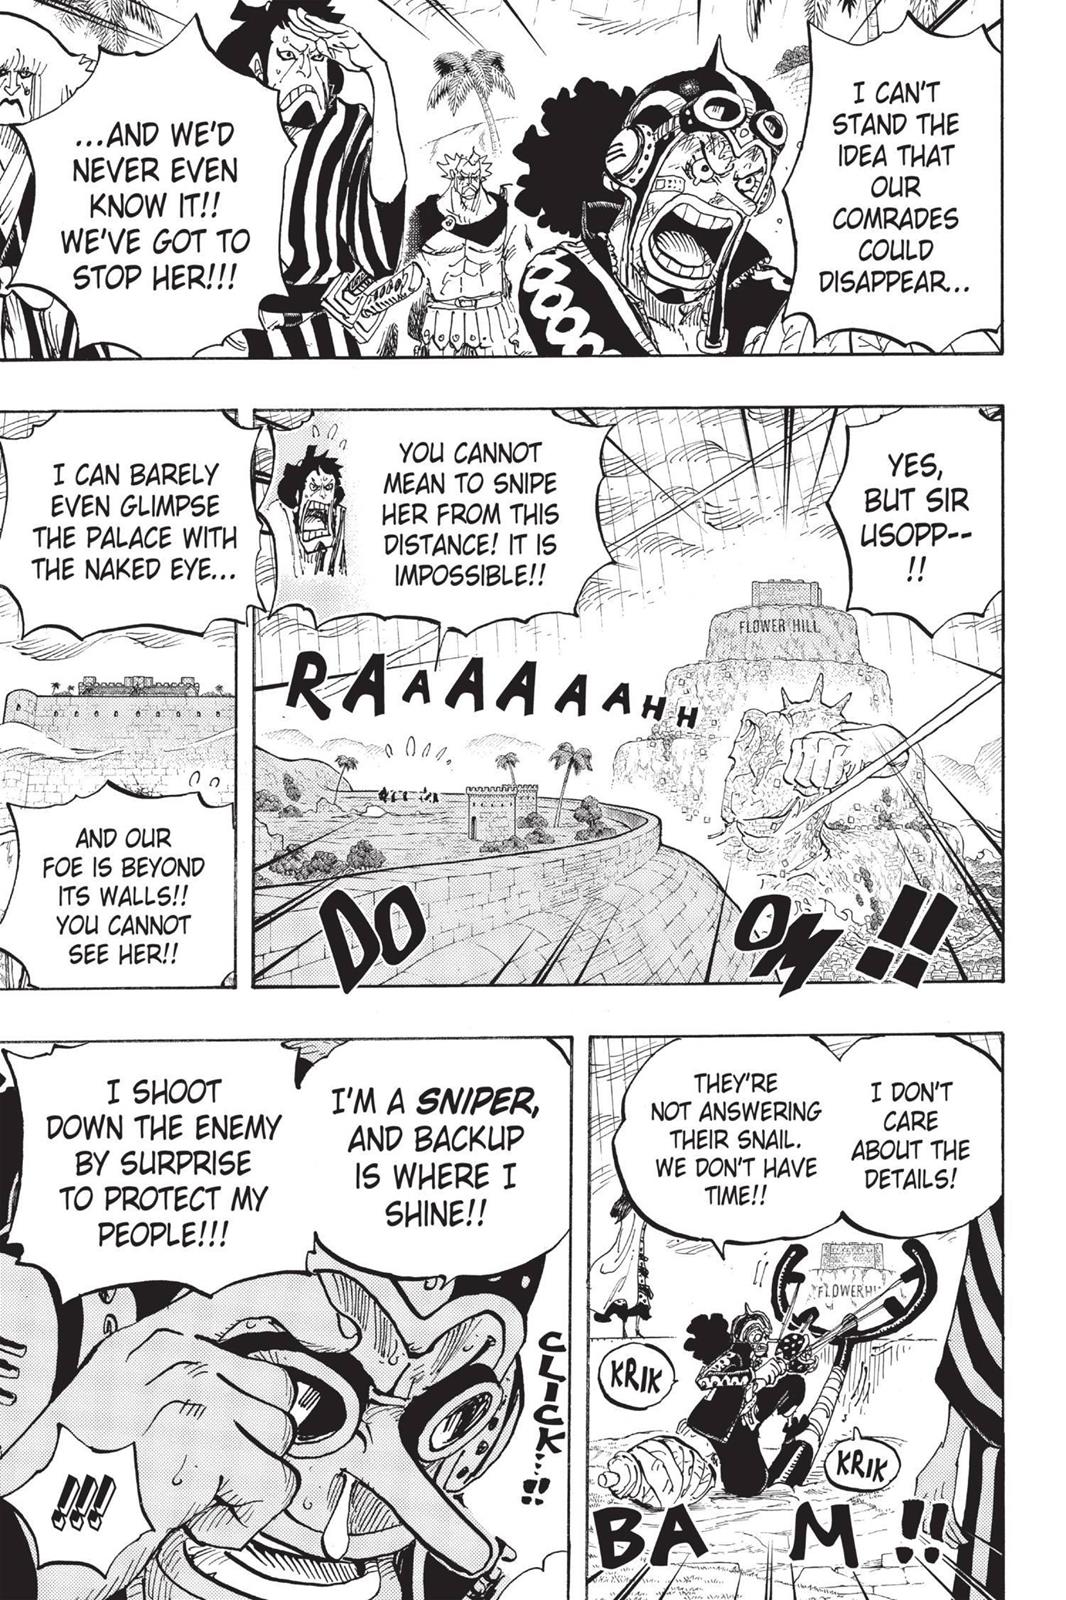 I CAN'T
STAND THE
IDEA THAT
OUR
COMRADES
COULD
DISAPPEAR...
...AND WE'D
NEVER EVEN
KNOW IT!!
WE'VE GOT TO
STOP HER!!!
YES,
BUT SIR
USOPP--
!!
YOU CANNOT
MEAN TO SNIPE
HER FROM THIS
DISTANCE! IT IS
IMPOSSIBLE!!
FLOWER HILL
RAAAAAAAHHH
DOOM!!
I CAN BARELY
EVEN GLIMPSE
THE PALACE WITH
THE NAKED EYE...
AND OUR
FOE IS BEYOND
ITS WALLS!!
YOU CANNOT
SEE HER!!
I DON'T
CARE
ABOUT THE
DETAILS!
THEY'RE
NOT ANSWERING
THEIR SNAIL.
WE DON'T HAVE
TIME!!
FLOWER HI
KRIK
KRIK
BAM!!
I'M A SNIPER,
AND BACKUP
IS WHERE I
SHINE!!
I SHOOT
DOWN THE ENEMY
BY SURPRISE
TO PROTECT MY
PEOPLE!!!
CLICK...!!
!!!!